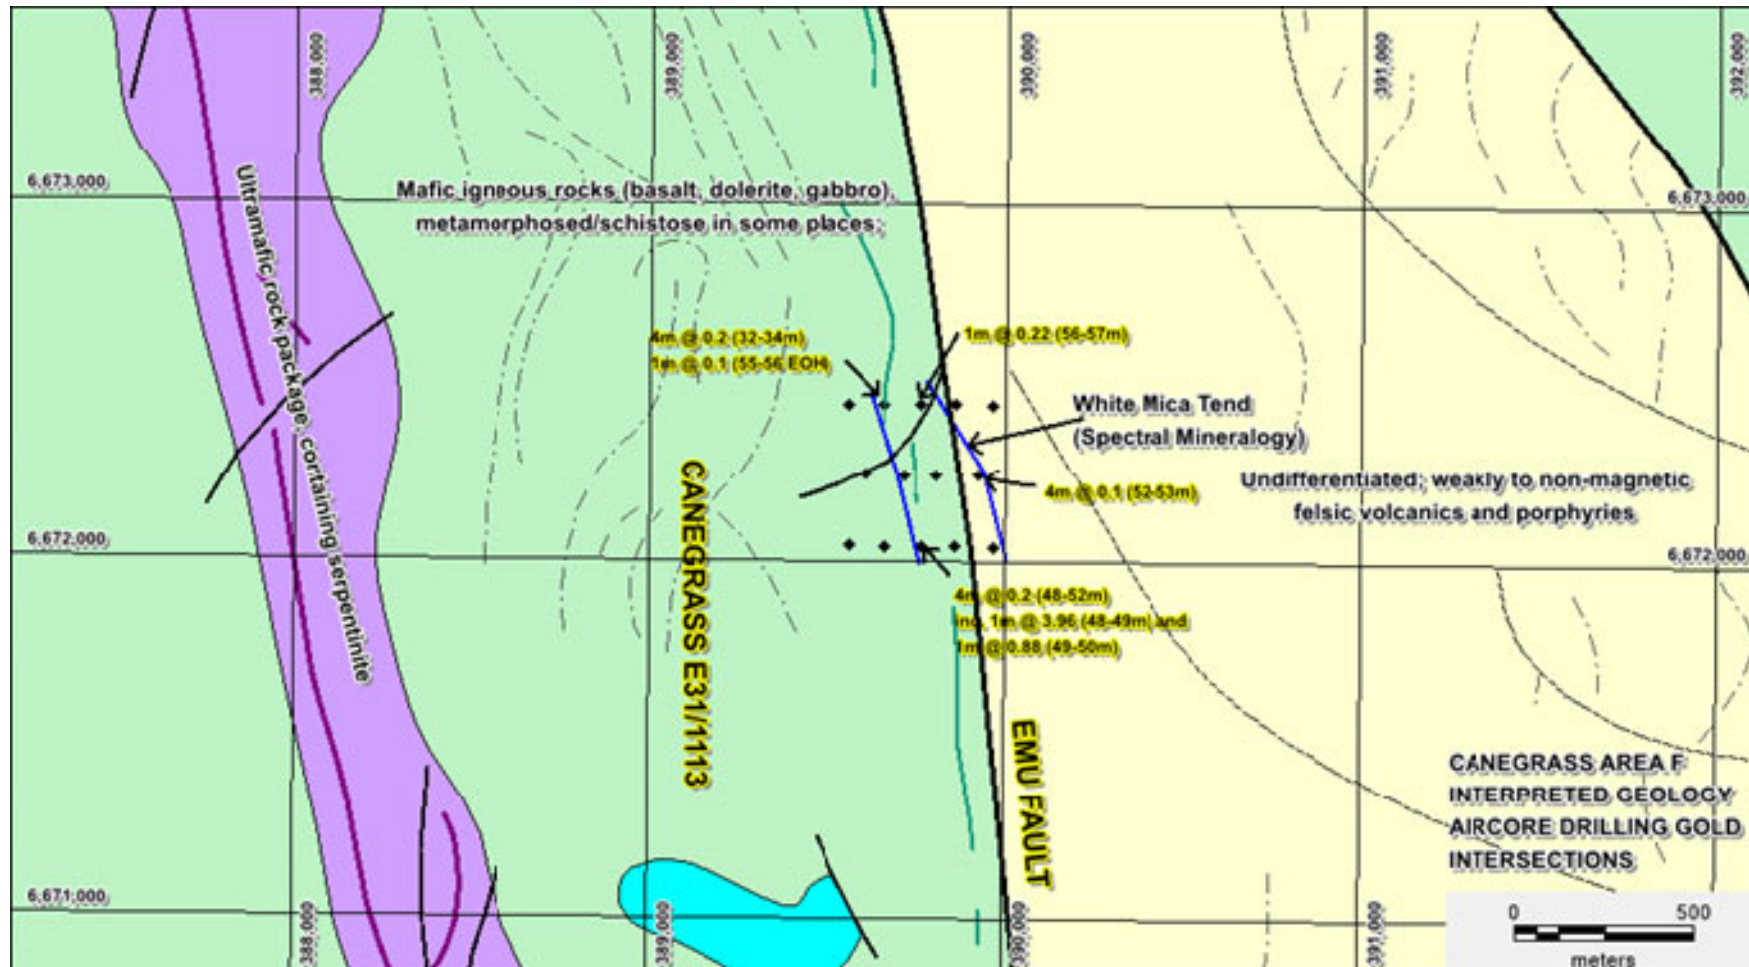 388,000
389,000
390,000
391,000
392,000
6,673,000
6,673,000
Ultramafic rock package, containing serpentinite
Mafic igneous rocks (basalt, dolerite, gabbro),
metamorphosed/schistose in some places;
4m @ 0.2 (32-34m)
1m @ 0.1 (55-56 EOH)
1m @ 0.22 (56-57m)
White Mica Tend
(Spectral Mineralogy)
4m @ 0.1 (52-53m)
Undifferentiated; weakly to non-magnetic
felsic volcanics and porphyries
6,672,000
6,672,000
CANEGRASS E31/1113
4m @ 0.2 (48-52m)
inc. 1m @ 3.96 (48-49m) and
1m @ 0.88 (49-50m)
EMU FAULT
CANEGRASS AREA F
INTERPRETED GEOLOGY
AIRCORE DRILLING GOLD
INTERSECTIONS
6,671,000
388,000
389,000
390,000
391,000
0 500
meters